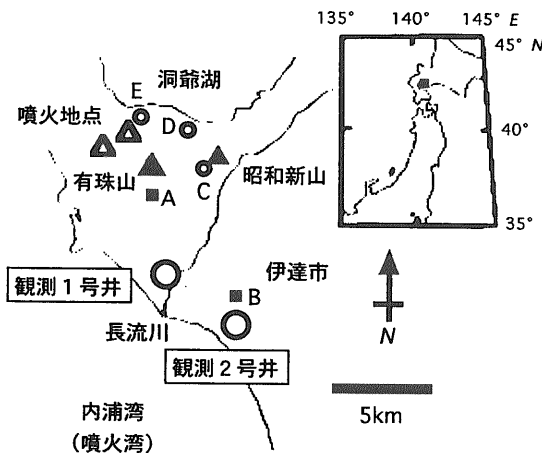 135° 140° 145° E
45° N
40°
35°
洞爺湖
E
噴火地点
D
昭和新山
有珠山
C
A
伊達市
観測1号井
B
長流川
観測2号井
N
5km
内浦湾
(噴火湾)